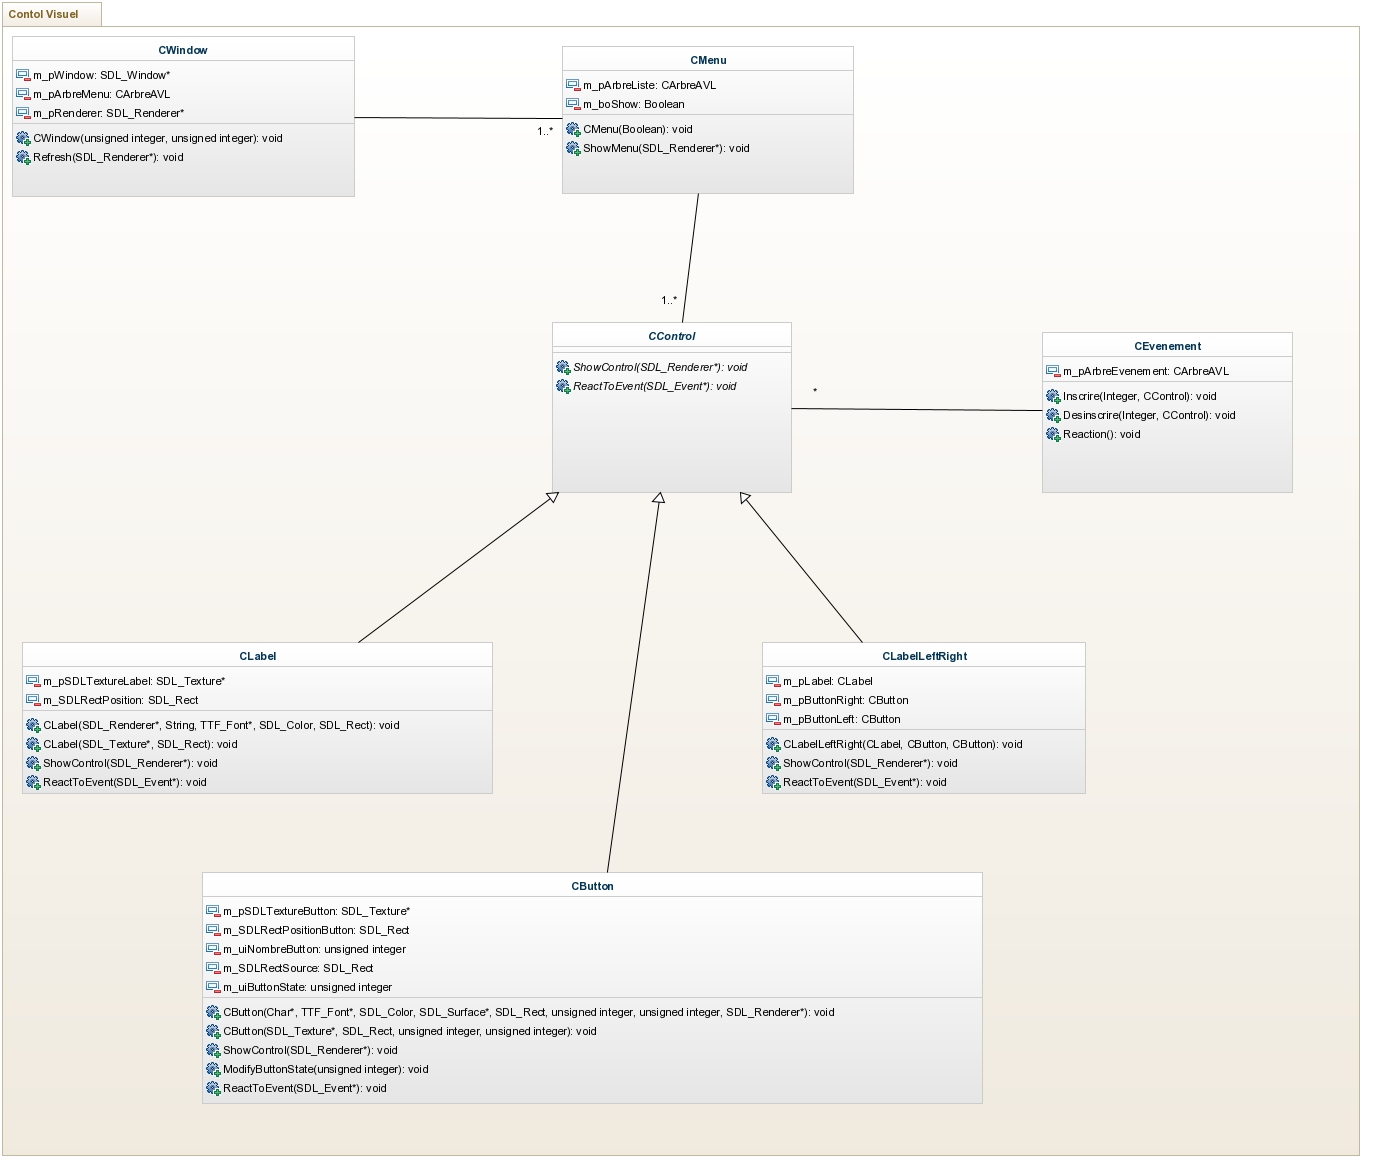 Contol Visuel
CWindow
m_pWindow: SDL_Window*
m_pArbreMenu: CArbreAVL
m_pRenderer: SDL_Renderer*
CWindow(unsigned integer, unsigned integer): void
Refresh(SDL_Renderer*): void
1..*
CMenu
m_pArbreListe: CArbreAVL
m_boShow: Boolean
CMenu(Boolean): void
ShowMenu(SDL_Renderer*): void
1..*
CControl
ShowControl(SDL_Renderer*): void
ReactToEvent(SDL_Event*): void
*
CEvenement
m_pArbreEvenement: CArbreAVL
Inscrire(Integer, CControl): void
Desinscrire(Integer, CControl): void
Reaction(): void
CLabel
m_pSDLTextureLabel: SDL_Texture*
m_SDLRectPosition: SDL_Rect
CLabel(SDL_Renderer*, String, TTF_Font*, SDL_Color, SDL_Rect): void
CLabel(SDL_Texture*, SDL_Rect): void
ShowControl(SDL_Renderer*): void
ReactToEvent(SDL_Event*): void
CLabelLeftRight
m_pLabel: CLabel
m_pButtonRight: CButton
m_pButtonLeft: CButton
CLabelLeftRight(CLabel, CButton, CButton): void
ShowControl(SDL_Renderer*): void
ReactToEvent(SDL_Event*): void
CButton
m_pSDLTextureButton: SDL_Texture*
m_SDLRectPositionButton: SDL_Rect
m_uiNombreButton: unsigned integer
m_SDLRectSource: SDL_Rect
m_uiButtonState: unsigned integer
CButton(Char*, TTF_Font*, SDL_Color, SDL_Surface*, SDL_Rect, unsigned integer, unsigned integer, SDL_Renderer*): void
CButton(SDL_Texture*, SDL_Rect, unsigned integer, unsigned integer): void
ShowControl(SDL_Renderer*): void
ModifyButtonState(unsigned integer): void
ReactToEvent(SDL_Event*): void